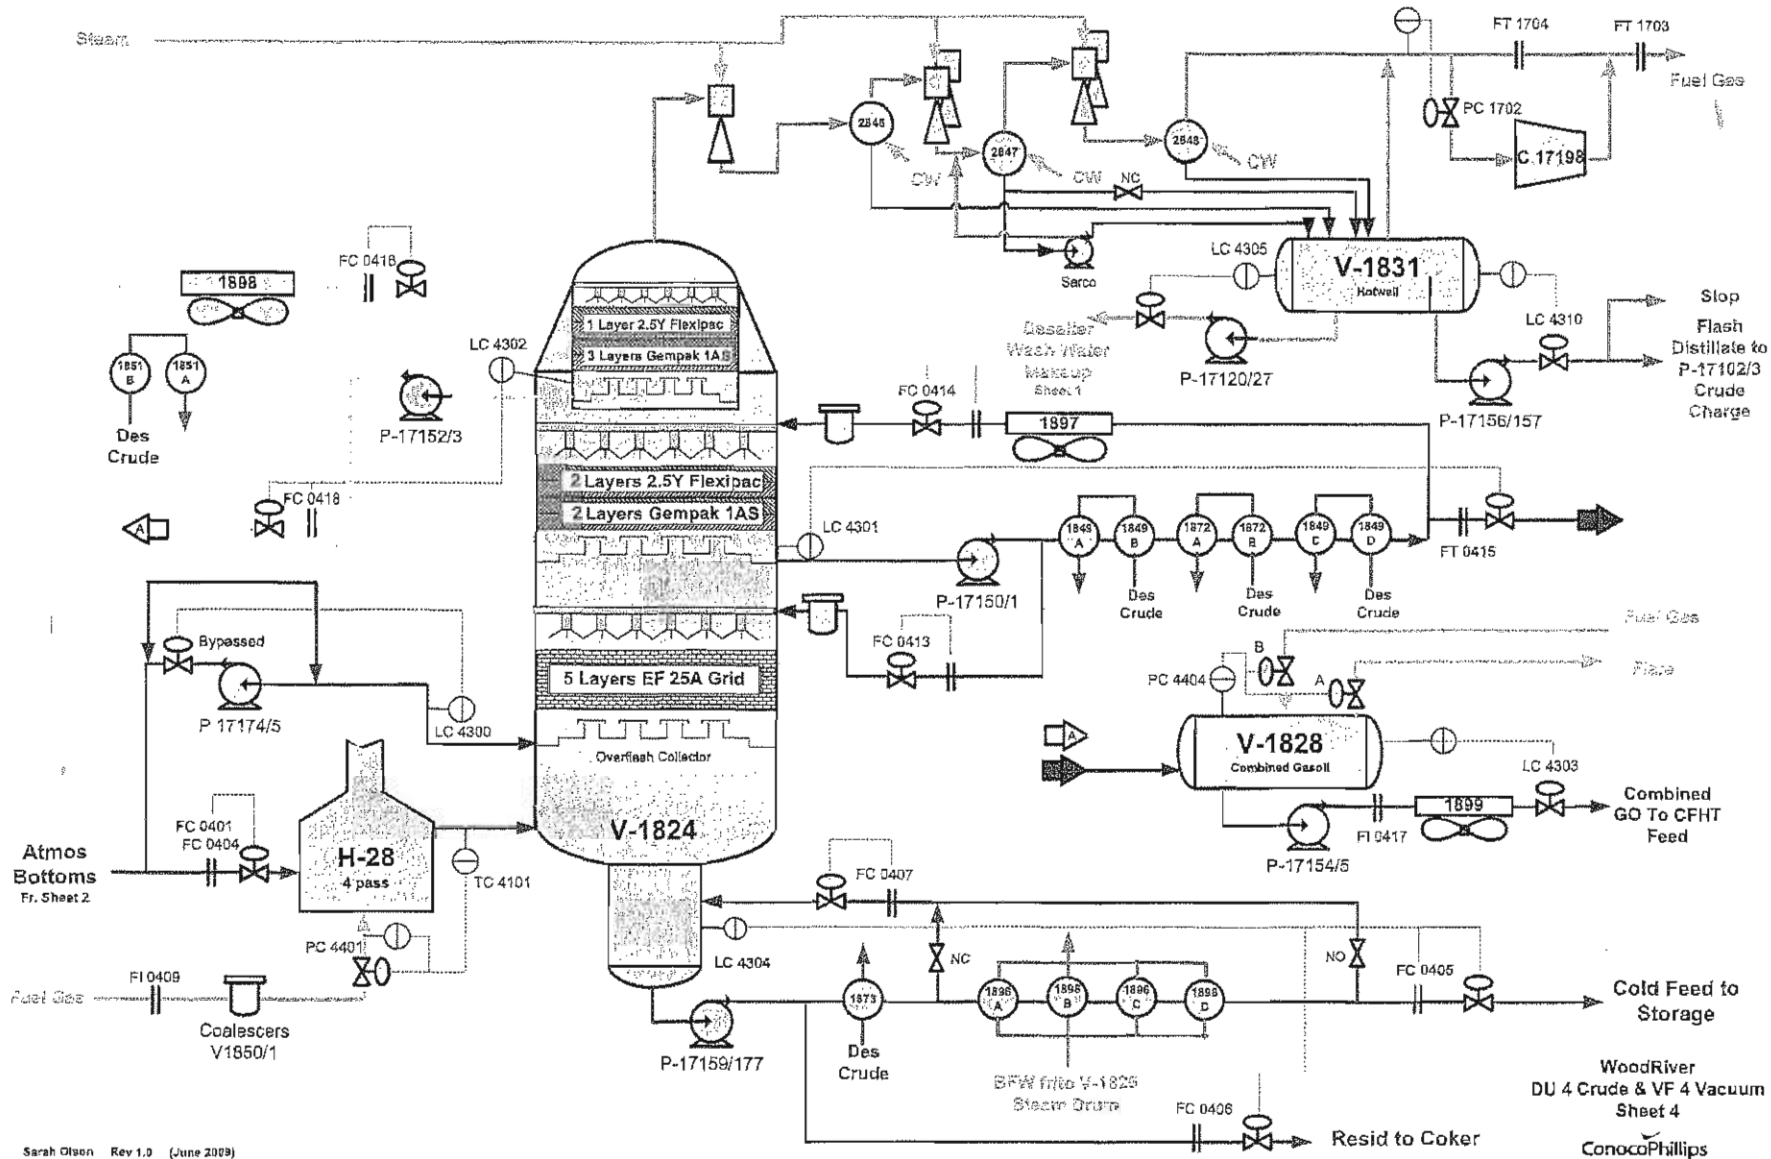 Steam
FT 1704
FT 1703
Fuel Gas
PC 1702
C 17198
2846
2847
2848
CW
CW
CW
NC
FC 0416
1898
LC 4302
1851
B
1851
A
Des
Crude
P-17152/3
FC 0418
A
1 Layer 2.5Y Flexipac
3 Layers Gempak 1AS
2 Layers 2.5Y Flexipac
2 Layers Gempak 1AS
5 Layers EF 25A Grid
Overflash Collector
V-1824
Sarco
LC 4305
V-1831
Hotwell
LC 4310
Desalter
Wash Water
Makeup
Sheet 1
P-17120/27
P-17156/157
Slop
Flash
Distillate to
P-17102/3
Crude
Charge
FC 0414
1897
LC 4301
P-17150/1
1849
A
1849
B
1872
A
1872
B
1849
C
1849
D
Des
Crude
Des
Crude
Des
Crude
FT 0415
FC 0413
Bypassed
P 17174/5
LC 4300
Fuel Gas
Flare
B
A
PC 4404
A
V-1828
Combined Gasoil
LC 4303
P-17154/5
FI 0417
1899
Combined
GO To CFHT
Feed
Atmos
Bottoms
Fr. Sheet 2
FC 0401
FC 0404
H-28
4 pass
TC 4101
PC 4401
FI 0409
Fuel Gas
Coalescers
V1850/1
FC 0407
LC 4304
NC
NO
FC 0405
P-17159/177
1873
Des
Crude
1896
A
1896
B
1896
C
1896
D
BFW fr/to V-1826
Steam Drum
Cold Feed to
Storage
FC 0406
Resid to Coker
WoodRiver
DU 4 Crude & VF 4 Vacuum
Sheet 4
ConocoPhillips
Sarah Olson Rev 1.0 (June 2009)